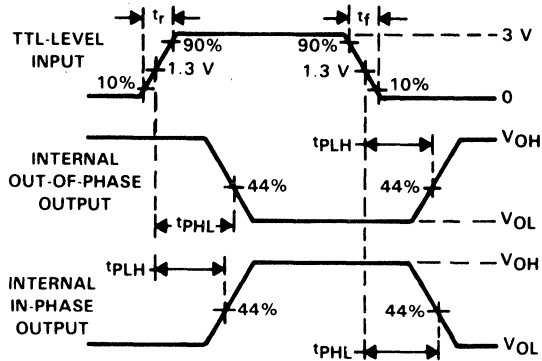 tr tf
TTL-LEVEL
INPUT
90% 90% 3 V
1.3 V 1.3 V
10% 10%
0
INTERNAL
OUT-OF-PHASE
OUTPUT
tPLH VOH
44% 44%
tPHL VOL
INTERNAL
IN-PHASE
OUTPUT
tPLH VOH
44% 44%
tPHL VOL